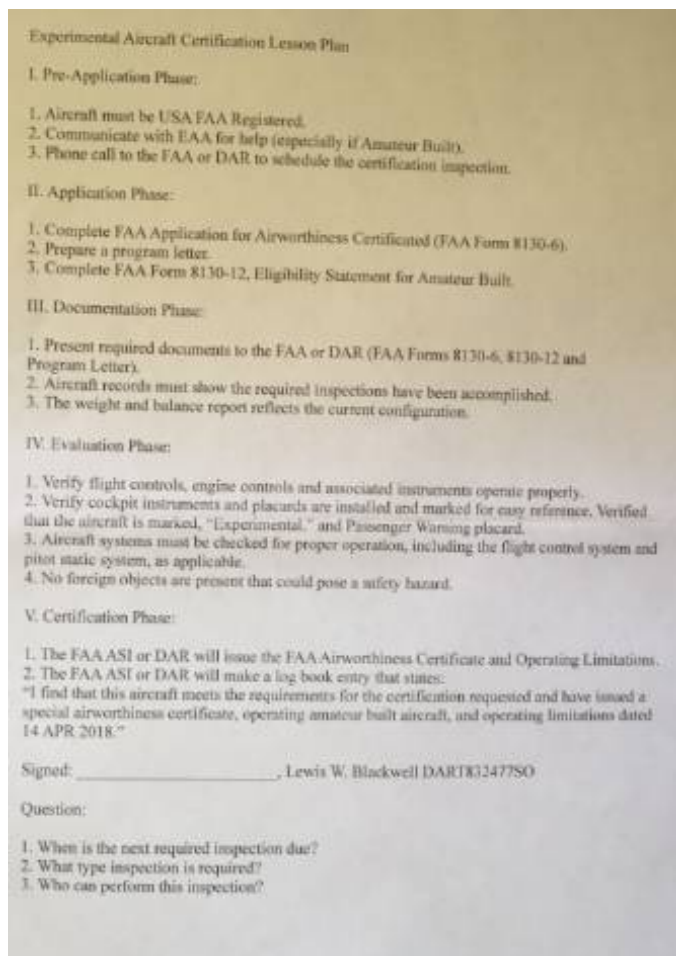 Experimental Aircraft Certification Lesson Plan
I. Pre-Application Phase:
1. Aircraft must be USA FAA Registered.
2. Communicate with EAA for help (especially if Amateur Built).
3. Phone call to the FAA or DAR to schedule the certification inspection.
II. Application Phase:
1. Complete FAA Application for Airworthiness Certificated (FAA Form 8130-6).
2. Prepare a program letter.
3. Complete FAA Form 8130-12, Eligibility Statement for Amateur Built.
III. Documentation Phase:
1. Present required documents to the FAA or DAR (FAA Forms 8130-6, 8130-12 and
Program Letter).
2. Aircraft records must show the required inspections have been accomplished.
3. The weight and balance report reflects the current configuration.
IV. Evaluation Phase:
1. Verify flight controls, engine controls and associated instruments operate properly.
2. Verify cockpit instruments and placards are installed and marked for easy reference. Verified
that the aircraft is marked, "Experimental." and Passenger Warning placard.
3. Aircraft systems must be checked for proper operation, including the flight control system and
pitot static system, as applicable.
4. No foreign objects are present that could pose a safety hazard.
V. Certification Phase:
1. The FAA ASI or DAR will issue the FAA Airworthiness Certificate and Operating Limitations.
2. The FAA ASI or DAR will make a log book entry that states:
"I find that this aircraft meets the requirements for the certification requested and have issued a
special airworthiness certificate, operating amateur built aircraft, and operating limitations dated
14 APR 2018."
Signed: ____________________, Lewis W. Blackwell DART832477SO
Question:
1. When is the next required inspection due?
2. What type inspection is required?
3. Who can perform this inspection?